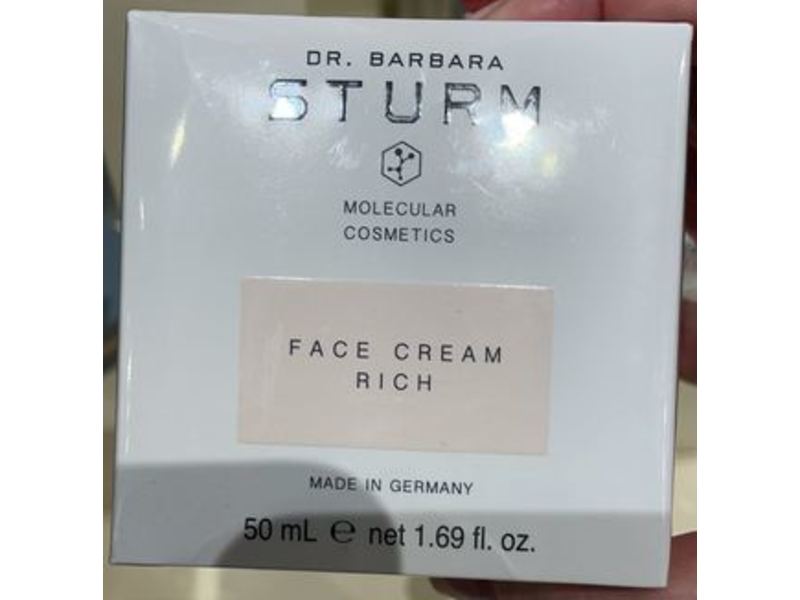 DR. BARBARA
STURM
MOLECULAR
COSMETICS
FACE CREAM
RICH
MADE IN GERMANY
50 mL ℮ net 1.69 fl. oz.